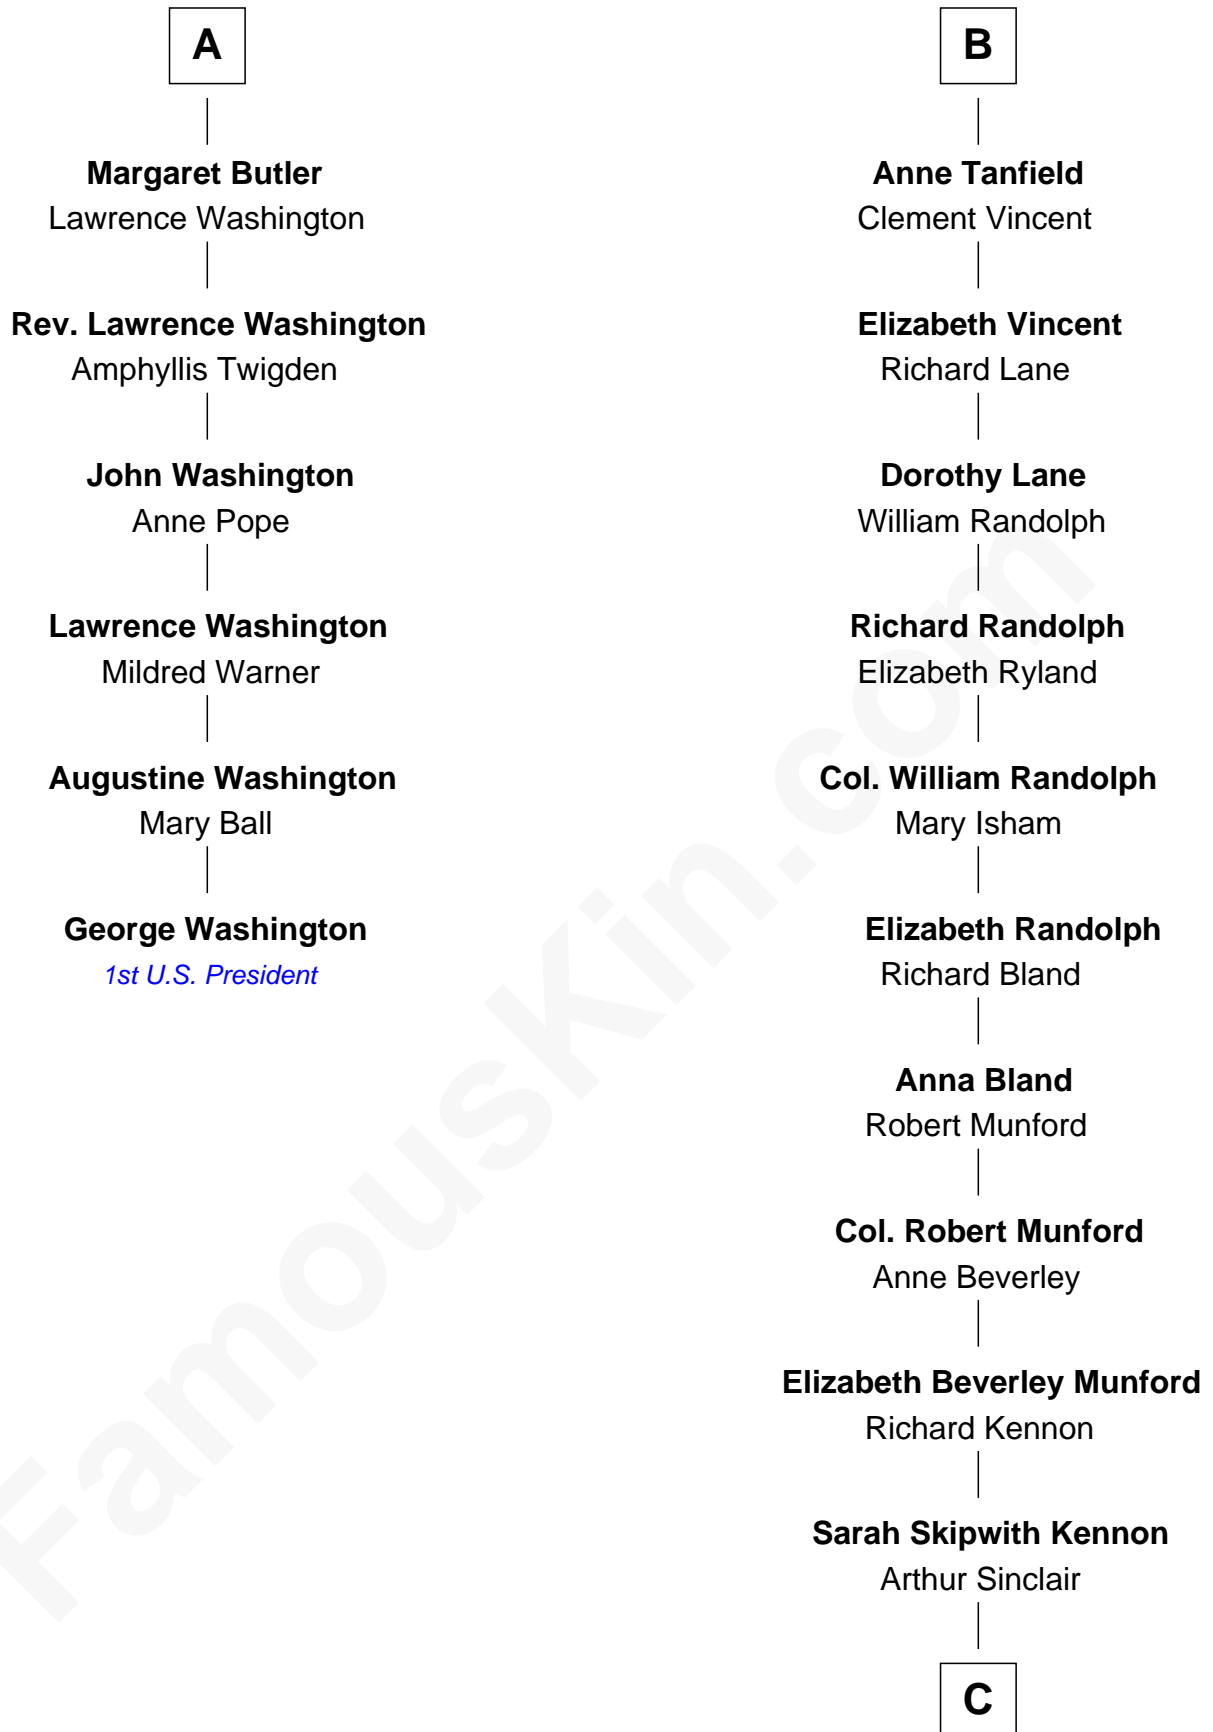 A
Margaret Butler
Lawrence Washington
Rev. Lawrence Washington
Amphyllis Twigden
John Washington
Anne Pope
Lawrence Washington
Mildred Warner
Augustine Washington
Mary Ball
George Washington
1st U.S. President
B
Anne Tanfield
Clement Vincent
Elizabeth Vincent
Richard Lane
Dorothy Lane
William Randolph
Richard Randolph
Elizabeth Ryland
Col. William Randolph
Mary Isham
Elizabeth Randolph
Richard Bland
Anna Bland
Robert Munford
Col. Robert Munford
Anne Beverley
Elizabeth Beverley Munford
Richard Kennon
Sarah Skipwith Kennon
Arthur Sinclair
C
FamousKin.com